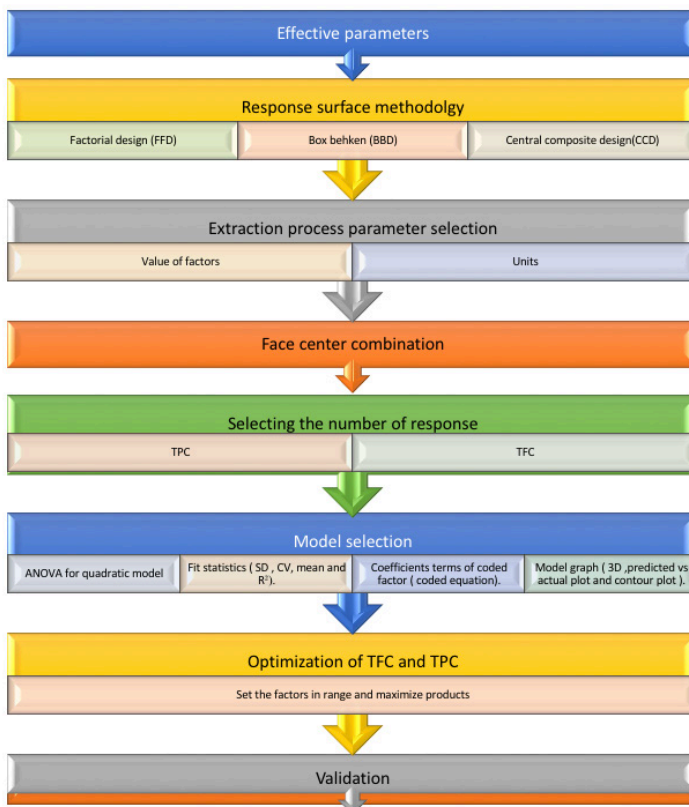 Effective parameters
Response surface methodolgy
Factorial design (FFD)
Box behken (BBD)
Central composite design(CCD)
Extraction process parameter selection
Value of factors
Units
Face center combination
Selecting the number of response
TPC
TFC
Model selection
ANOVA for quadratic model
Fit statistics ( SD , CV, mean and
R²).
Coefficients terms of coded
factor ( coded equation).
Model graph ( 3D ,predicted vs
actual plot and contour plot ).
Optimization of TFC and TPC
Set the factors in range and maximize products
Validation